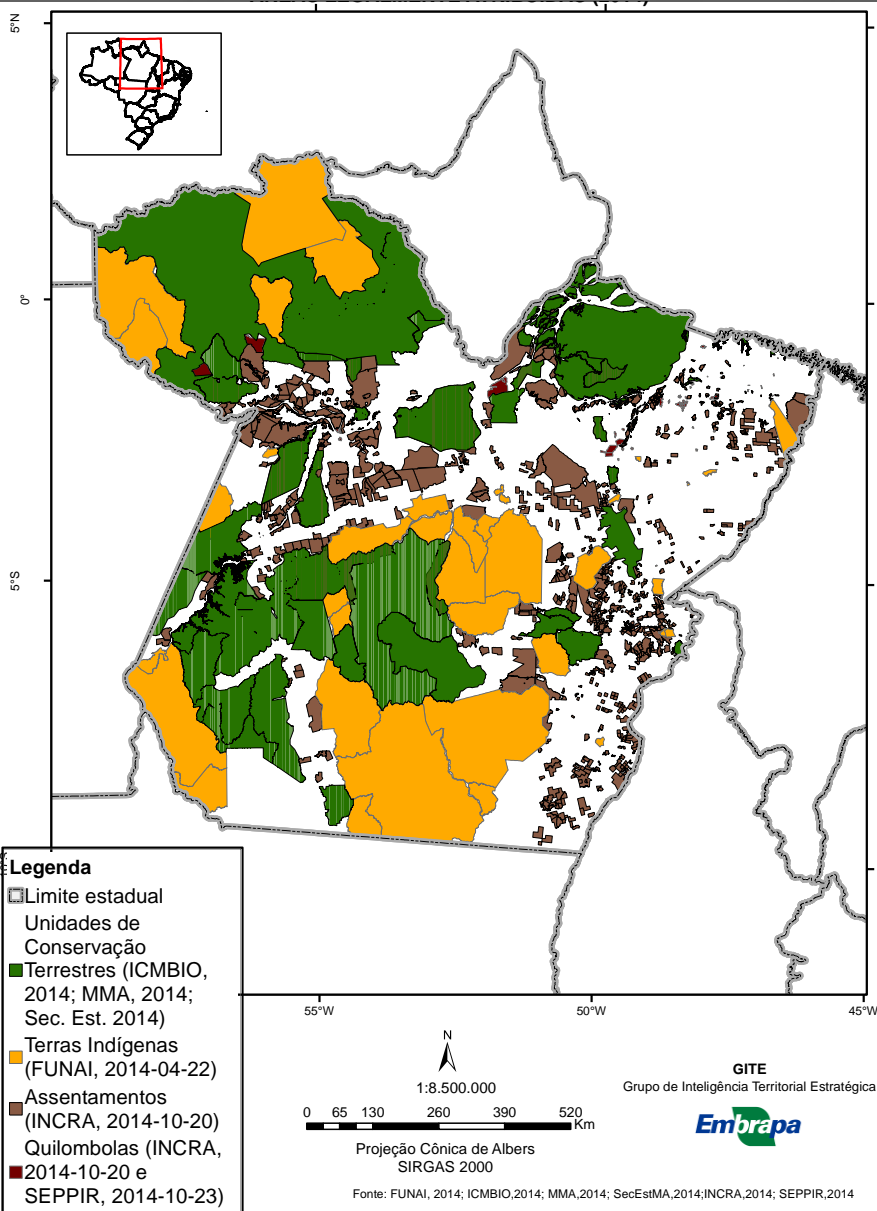 5°N
0°
5°S
Legenda
Limite estadual
Unidades de
Conservação
Terrestres (ICMBIO,
2014; MMA, 2014;
Sec. Est. 2014)
Terras Indígenas
(FUNAI, 2014-04-22)
Assentamentos
(INCRA, 2014-10-20)
Quilombolas (INCRA,
2014-10-20 e
SEPPIR, 2014-10-23)
55°W
50°W
45°W
N
1:8.500.000
0 65 130 260 390 520
Km
Projeção Cônica de Albers
SIRGAS 2000
GITE
Grupo de Inteligência Territorial Estratégica
Embrapa
Fonte: FUNAI, 2014; ICMBIO,2014; MMA,2014; SecEstMA,2014;INCRA,2014; SEPPIR,2014